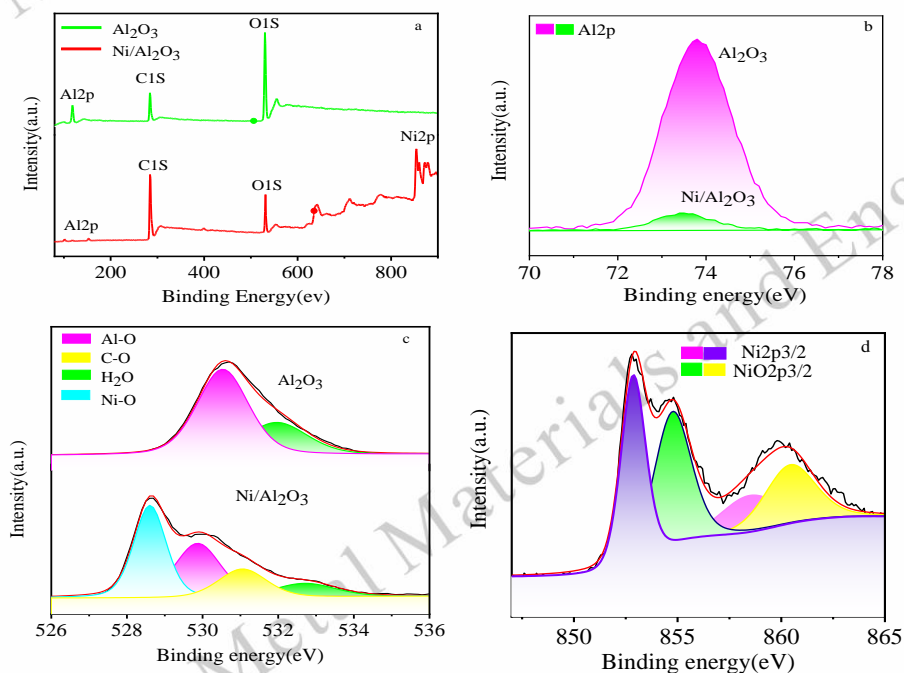 a
Al₂O₃
Ni/Al₂O₃
O1S
C1S
Al2p
Ni2p
C1S
O1S
Al2p
Intensity(a.u.)
200 400 600 800
Binding Energy(ev)
b
Al2p
Al₂O₃
Ni/Al₂O₃
Intensity(a.u.)
70 72 74 76 78
Binding energy(eV)
c
Al-O
C-O
H₂O
Ni-O
Al₂O₃
Ni/Al₂O₃
Intensity(a.u.)
526 528 530 532 534 536
Binding energy(eV)
d
Ni2p3/2
NiO2p3/2
Intensity(a.u.)
850 855 860 865
Binding energy(eV)
Metal Materials and Eng